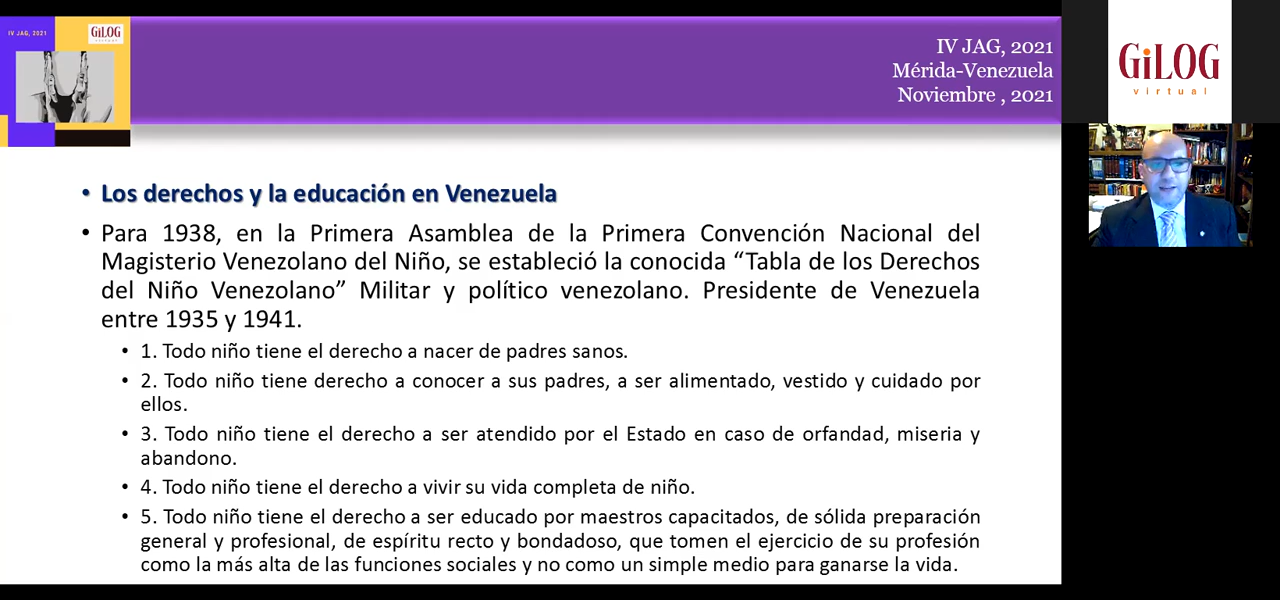 IV JAG, 2021
GiLOG
virtual
IV JAG, 2021
Mérida-Venezuela
Noviembre , 2021
GiLOG
virtual
• Los derechos y la educación en Venezuela
• Para 1938, en la Primera Asamblea de la Primera Convención Nacional del
Magisterio Venezolano del Niño, se estableció la conocida “Tabla de los Derechos
del Niño Venezolano” Militar y político venezolano. Presidente de Venezuela
entre 1935 y 1941.
• 1. Todo niño tiene el derecho a nacer de padres sanos.
• 2. Todo niño tiene derecho a conocer a sus padres, a ser alimentado, vestido y cuidado por
ellos.
• 3. Todo niño tiene el derecho a ser atendido por el Estado en caso de orfandad, miseria y
abandono.
• 4. Todo niño tiene el derecho a vivir su vida completa de niño.
• 5. Todo niño tiene el derecho a ser educado por maestros capacitados, de sólida preparación
general y profesional, de espíritu recto y bondadoso, que tomen el ejercicio de su profesión
como la más alta de las funciones sociales y no como un simple medio para ganarse la vida.